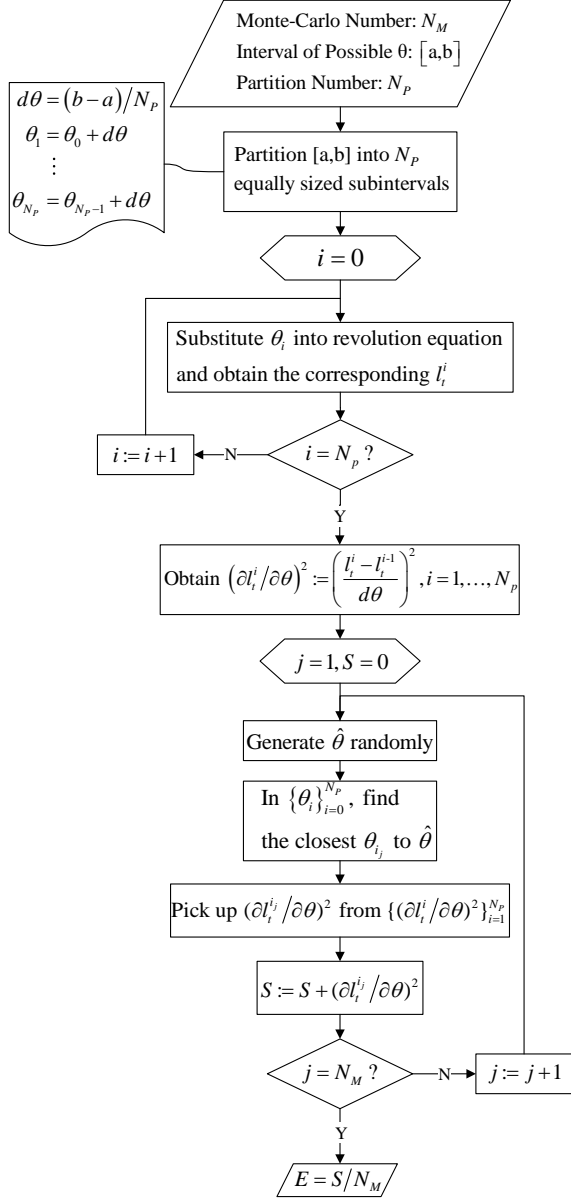 Monte-Carlo Number: N_M
Interval of Possible θ: [a,b]
Partition Number: N_P
dθ = (b−a)/N_P
θ_1 = θ_0 + dθ
⋮
θ_{N_P} = θ_{N_P−1} + dθ
Partition [a,b] into N_P
equally sized subintervals
i = 0
Substitute θ_i into revolution equation
and obtain the corresponding l_t^i
i = N_p ?
N
i := i+1
Y
Obtain (∂l_t^i/∂θ)^2 := ((l_t^i − l_t^{i-1})/dθ)^2, i = 1,…, N_p
j = 1, S = 0
Generate θ̂ randomly
In {θ_i}_{i=0}^{N_P}, find
the closest θ_{i_j} to θ̂
Pick up (∂l_t^{i_j}/∂θ)^2 from {(∂l_t^i/∂θ)^2}_{i=1}^{N_P}
S := S + (∂l_t^{i_j}/∂θ)^2
j = N_M ?
N
j := j+1
Y
E = S/N_M